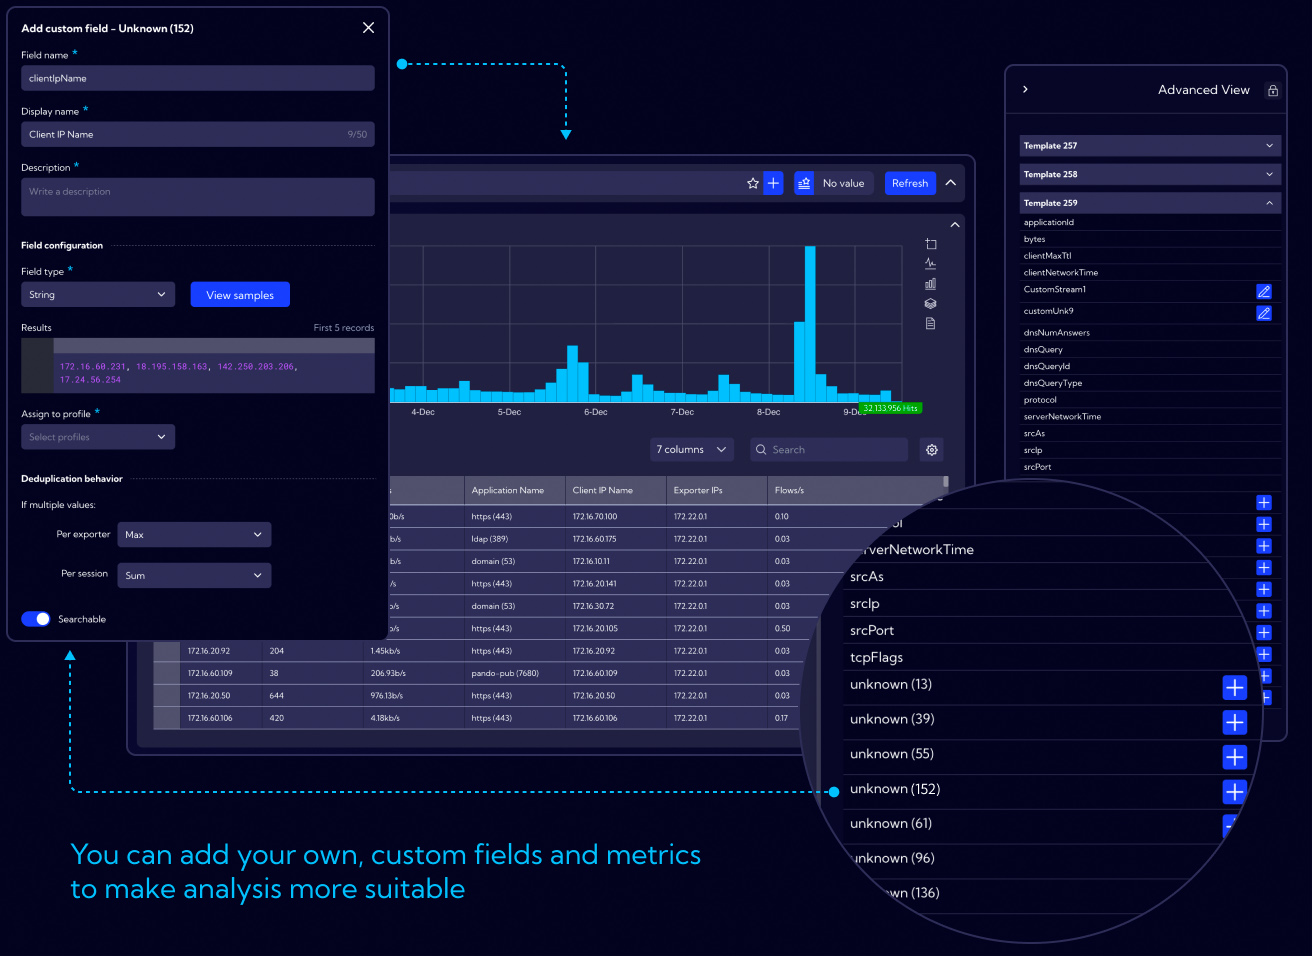 Add custom field - Unknown (152)
Field name *
clientIpName
Display name *
Client IP Name 9/50
Description *
Write a description
Field configuration
Field type *
String
View samples
Results First 5 records
172.16.60.231, 18.195.158.163, 142.250.203.206,
17.24.56.254
Assign to profile *
Select profiles
Deduplication behavior
If multiple values:
Per exporter Max
Per session Sum
Searchable
No value
Refresh
4-Dec 5-Dec 6-Dec 7-Dec 8-Dec
32.133.956 Hits
7 columns
Search
Application Name Client IP Name Exporter IPs Flows/s
https (443) 172.16.70.100 172.22.0.1 0.10
ldap (389) 172.16.60.175 172.22.0.1 0.03
domain (53) 172.16.10.11 172.22.0.1 0.03
https (443) 172.16.20.141 172.22.0.1 0.03
domain (53) 172.16.30.72 172.22.0.1 0.03
https (443) 172.16.20.105 172.22.0.1 0.50
172.16.20.92 204 1.45kb/s https (443) 172.16.20.92 172.22.0.1 0.03
172.16.60.109 38 206.93b/s pando-pub (7680) 172.16.60.109 172.22.0.1 0.03
172.16.20.50 644 976.13b/s https (443) 172.16.20.50 172.22.0.1 0.03
172.16.60.106 420 4.18kb/s https (443) 172.16.60.106 172.22.0.1 0.17
Advanced View
Template 257
Template 258
Template 259
applicationId
bytes
clientMaxTtl
clientNetworkTime
CustomStream1
customUnk9
dnsNumAnswers
dnsQuery
dnsQueryId
dnsQueryType
protocol
serverNetworkTime
srcAs
srcIp
srcPort
erverNetworkTime
srcAs
srcIp
srcPort
tcpFlags
unknown (13)
unknown (39)
unknown (55)
unknown (152)
unknown (61)
unknown (96)
wn (136)
You can add your own, custom fields and metrics
to make analysis more suitable